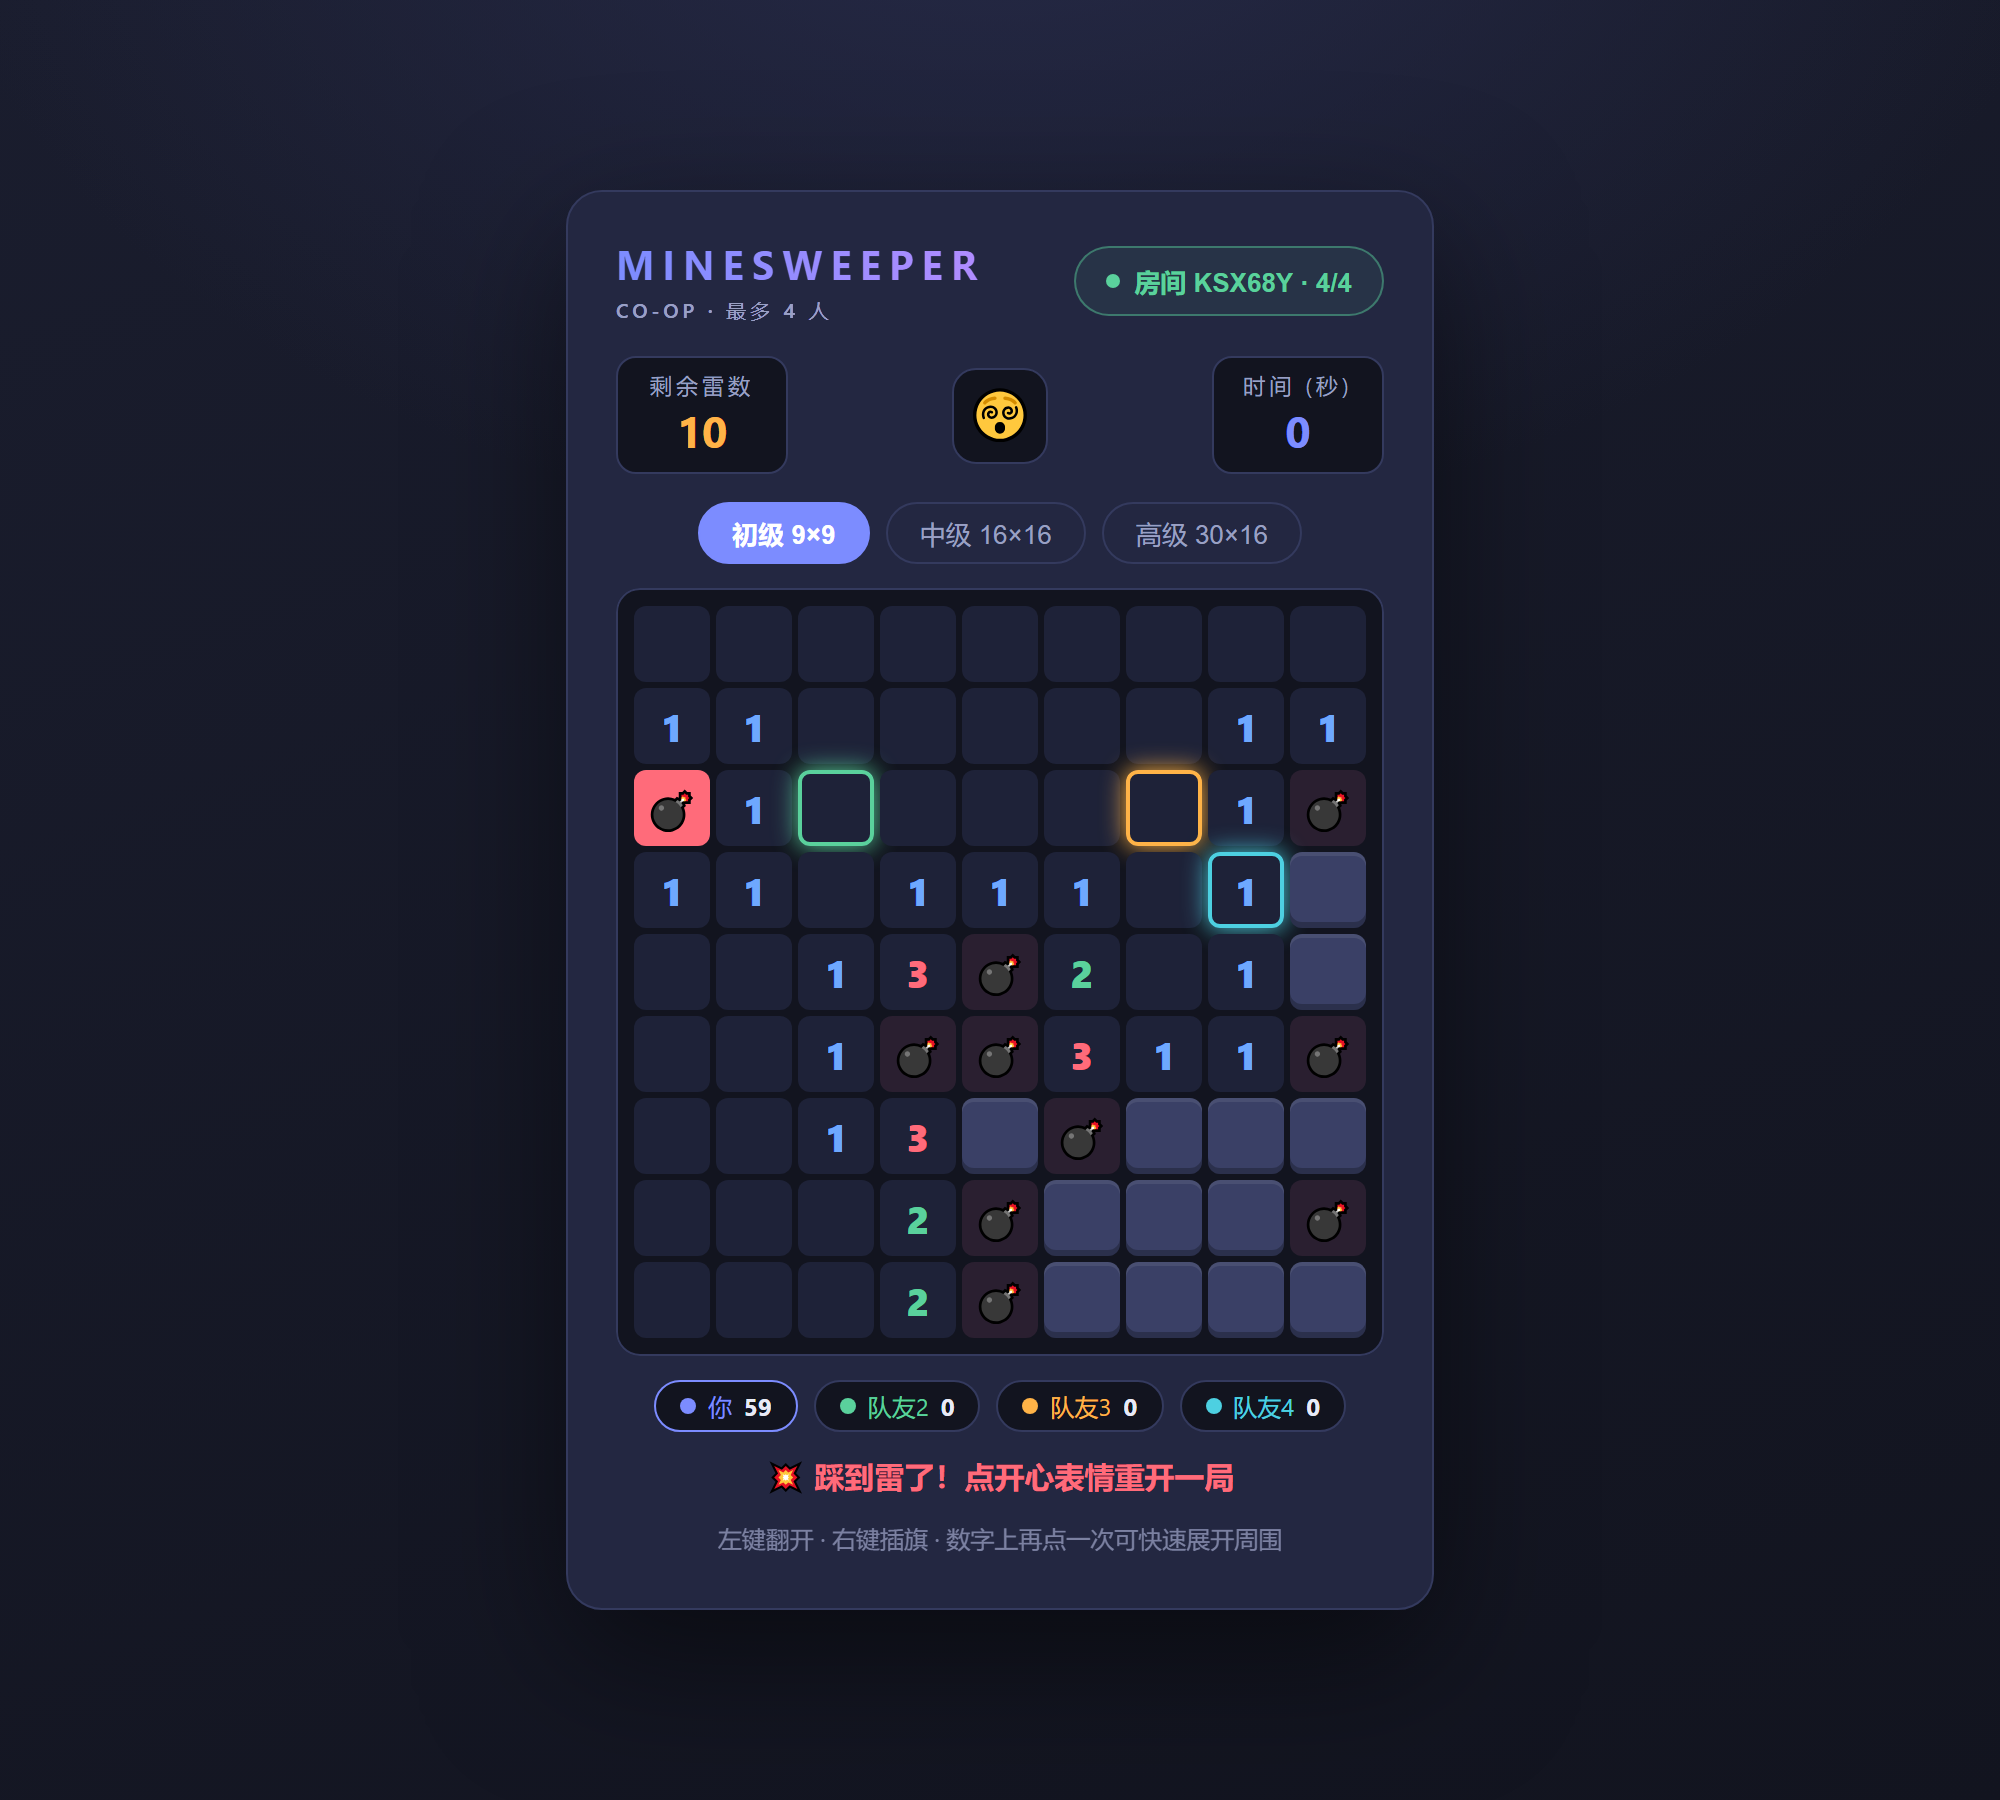 MINESWEEPER
CO-OP · 最多 4 人
房间 KSX68Y · 4/4
剩余雷数
10
时间 (秒)
0
初级 9×9
中级 16×16
高级 30×16
1 1 1 1
1 1
1 1 1 1 1 1
1 3 2 1
1 3 1 1
1 3
2
2
你 59
队友2 0
队友3 0
队友4 0
踩到雷了！点开心表情重开一局
左键翻开 · 右键插旗 · 数字上再点一次可快速展开周围